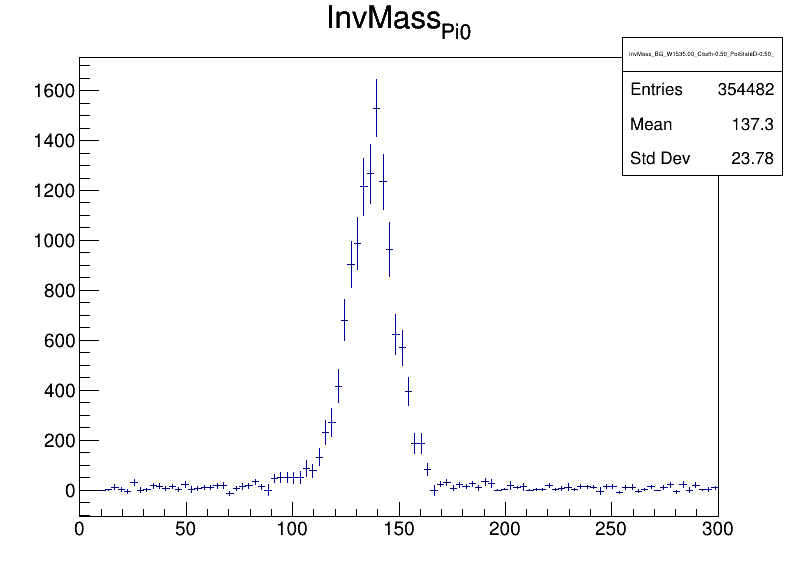 InvMass_Pi0
InvMass_BG_W1535.00_Costh-0.50_PolStateD-0.50_
Entries 354482
Mean 137.3
Std Dev 23.78
1600
1400
1200
1000
800
600
400
200
0
0 50 100 150 200 250 300